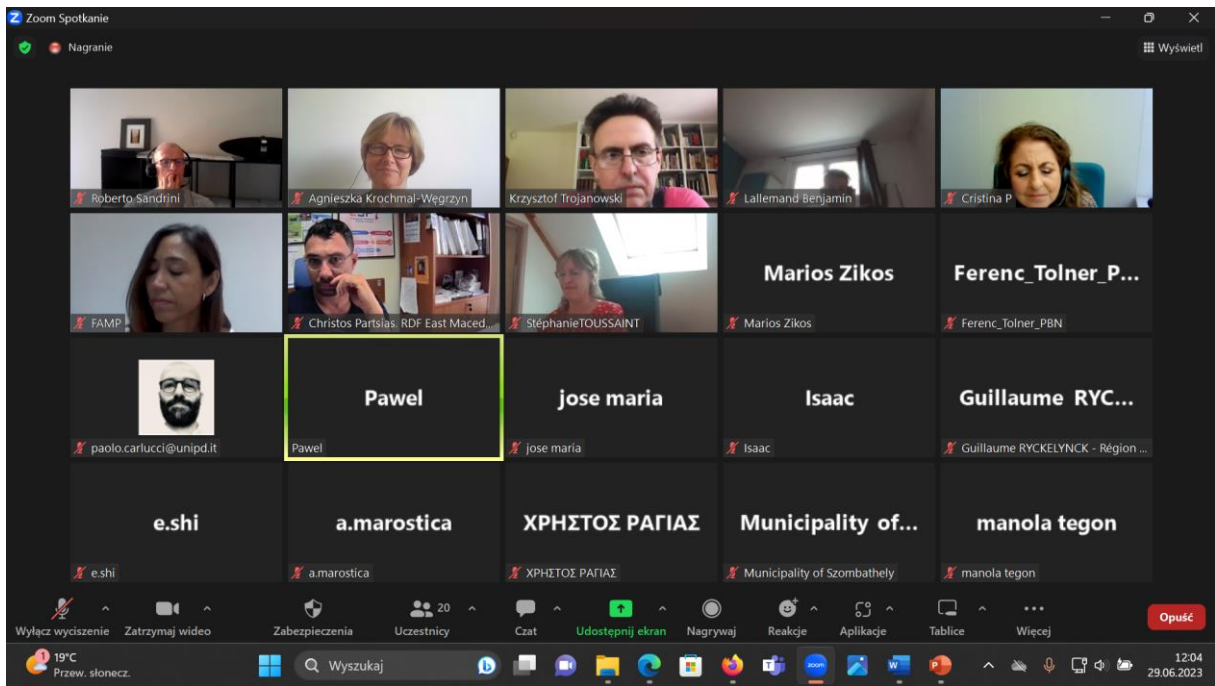 Zoom Spotkanie
Nagranie
Wyświetl
Roberto Sandrini
Agnieszka Krochmal-Węgrzyn
Krzysztof Trojanowski
Lallemand Benjamin
Cristina P
FAMP
Christos Partsias. RDF East Maced...
StéphanieTOUSSAINT
Marios Zikos
Marios Zikos
Ferenc_Tolner_P...
Ferenc_Tolner_PBN
paolo.carlucci@unipd.it
Pawel
Pawel
jose maria
jose maria
Isaac
Isaac
Guillaume RYC...
Guillaume RYCKELYNCK - Région ...
e.shi
e.shi
a.marostica
a.marostica
ΧΡΗΣΤΟΣ ΡΑΓΙΑΣ
ΧΡΗΣΤΟΣ ΡΑΓΙΑΣ
Municipality of...
Municipality of Szombathely
manola tegon
manola tegon
20
Wyłącz wyciszenie Zatrzymaj wideo Zabezpieczenia Uczestnicy Czat Udostępnij ekran Nagrywaj Reakcje Aplikacje Tablice Więcej Opuść
1
19°C
Przew. słonecz.
Wyszukaj
zoom
12:04
29.06.2023